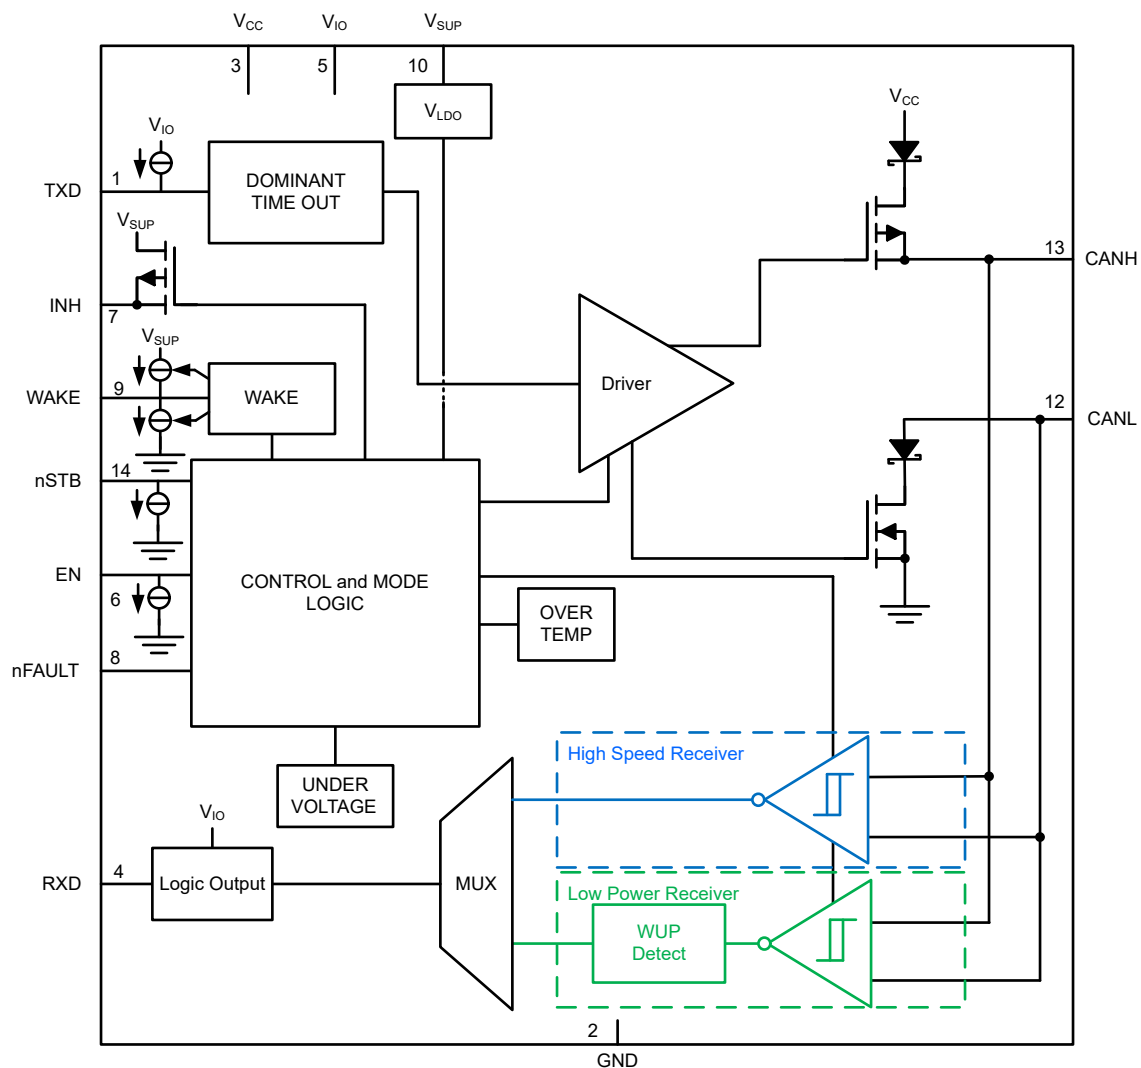 VCC
VIO
VSUP
3
5
10
VLDO
VCC
VIO
TXD
1
DOMINANT
TIME OUT
VSUP
INH
7
13
CANH
VSUP
WAKE
9
WAKE
Driver
12
CANL
nSTB
14
EN
6
CONTROL and MODE
LOGIC
OVER
TEMP
nFAULT
8
High Speed Receiver
UNDER
VOLTAGE
VIO
RXD
4
Logic Output
MUX
Low Power Receiver
WUP
Detect
2
GND